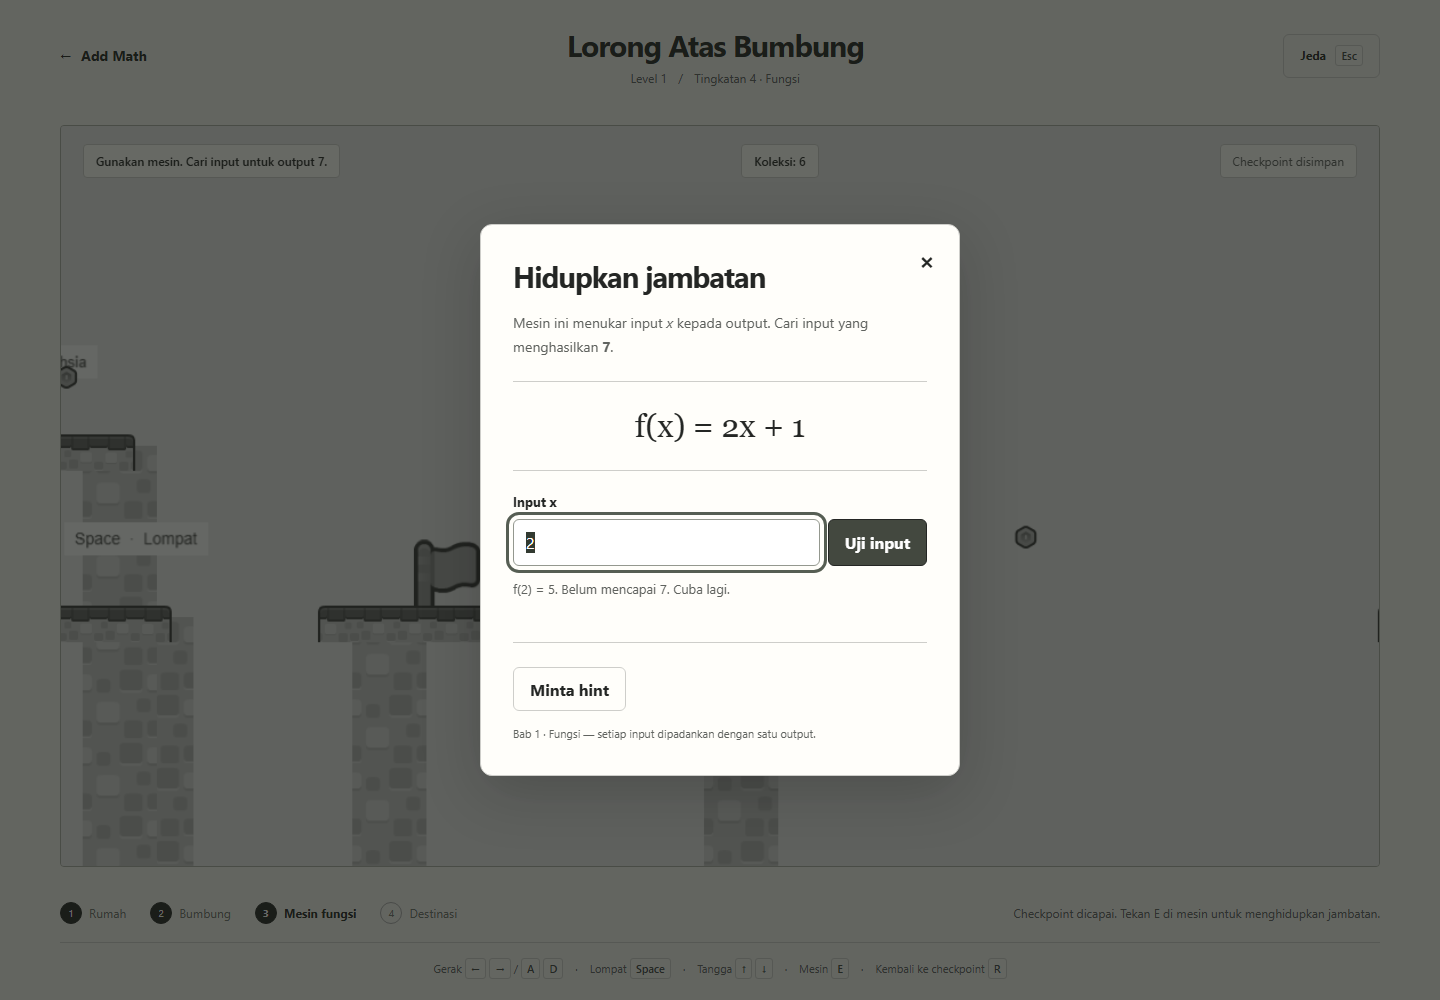 ← Add Math
Lorong Atas Bumbung
Level 1 / Tingkatan 4 · Fungsi
Jeda Esc
Gunakan mesin. Cari input untuk output 7.
Koleksi: 6
Checkpoint disimpan
Hidupkan jambatan
×
Mesin ini menukar input x kepada output. Cari input yang
menghasilkan 7.
f(x) = 2x + 1
Input x
2
Uji input
f(2) = 5. Belum mencapai 7. Cuba lagi.
Minta hint
Bab 1 · Fungsi — setiap input dipadankan dengan satu output.
Space · Lompat
1 Rumah 2 Bumbung 3 Mesin fungsi 4 Destinasi
Checkpoint dicapai. Tekan E di mesin untuk menghidupkan jambatan.
Gerak ← → / A D · Lompat Space · Tangga ↑ ↓ · Mesin E · Kembali ke checkpoint R